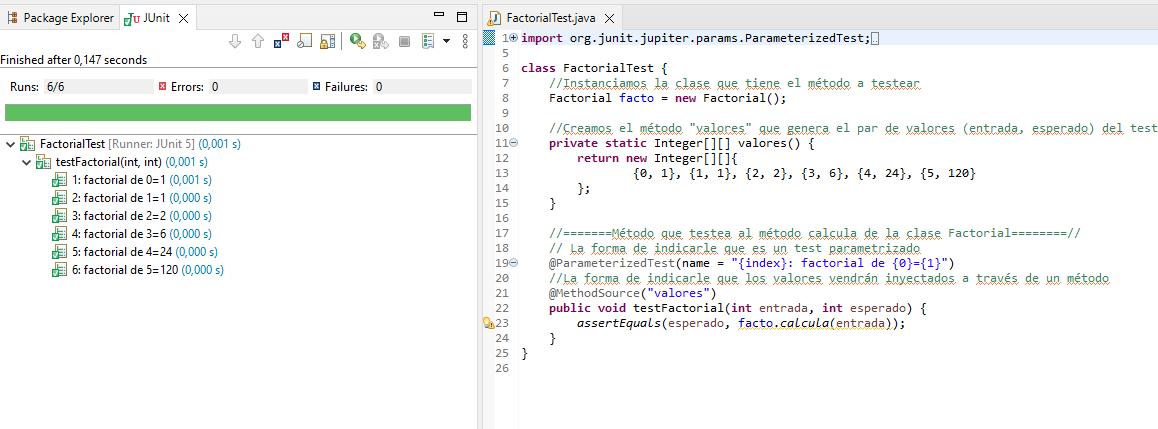 Package Explorer JUnit
Finished after 0,147 seconds
Runs: 6/6 Errors: 0 Failures: 0
FactorialTest [Runner: JUnit 5] (0,001 s)
testFactorial(int, int) (0,001 s)
1: factorial de 0=1 (0,001 s)
2: factorial de 1=1 (0,000 s)
3: factorial de 2=2 (0,000 s)
4: factorial de 3=6 (0,000 s)
5: factorial de 4=24 (0,000 s)
6: factorial de 5=120 (0,000 s)
FactorialTest.java
1 import org.junit.jupiter.params.ParameterizedTest;
5
6 class FactorialTest {
7 //Instanciamos la clase que tiene el método a testear
8 Factorial facto = new Factorial();
9
10 //Creamos el método "valores" que genera el par de valores (entrada, esperado) del test
11 private static Integer[][] valores() {
12 return new Integer[][]{
13 {0, 1}, {1, 1}, {2, 2}, {3, 6}, {4, 24}, {5, 120}
14 };
15 }
16
17 //=======Método que testea al método calcula de la clase Factorial========//
18 // La forma de indicarle que es un test parametrizado
19 @ParameterizedTest(name = "{index}: factorial de {0}={1}")
20 //La forma de indicarle que los valores vendrán inyectados a través de un método
21 @MethodSource("valores")
22 public void testFactorial(int entrada, int esperado) {
23 assertEquals(esperado, facto.calcula(entrada));
24 }
25 }
26